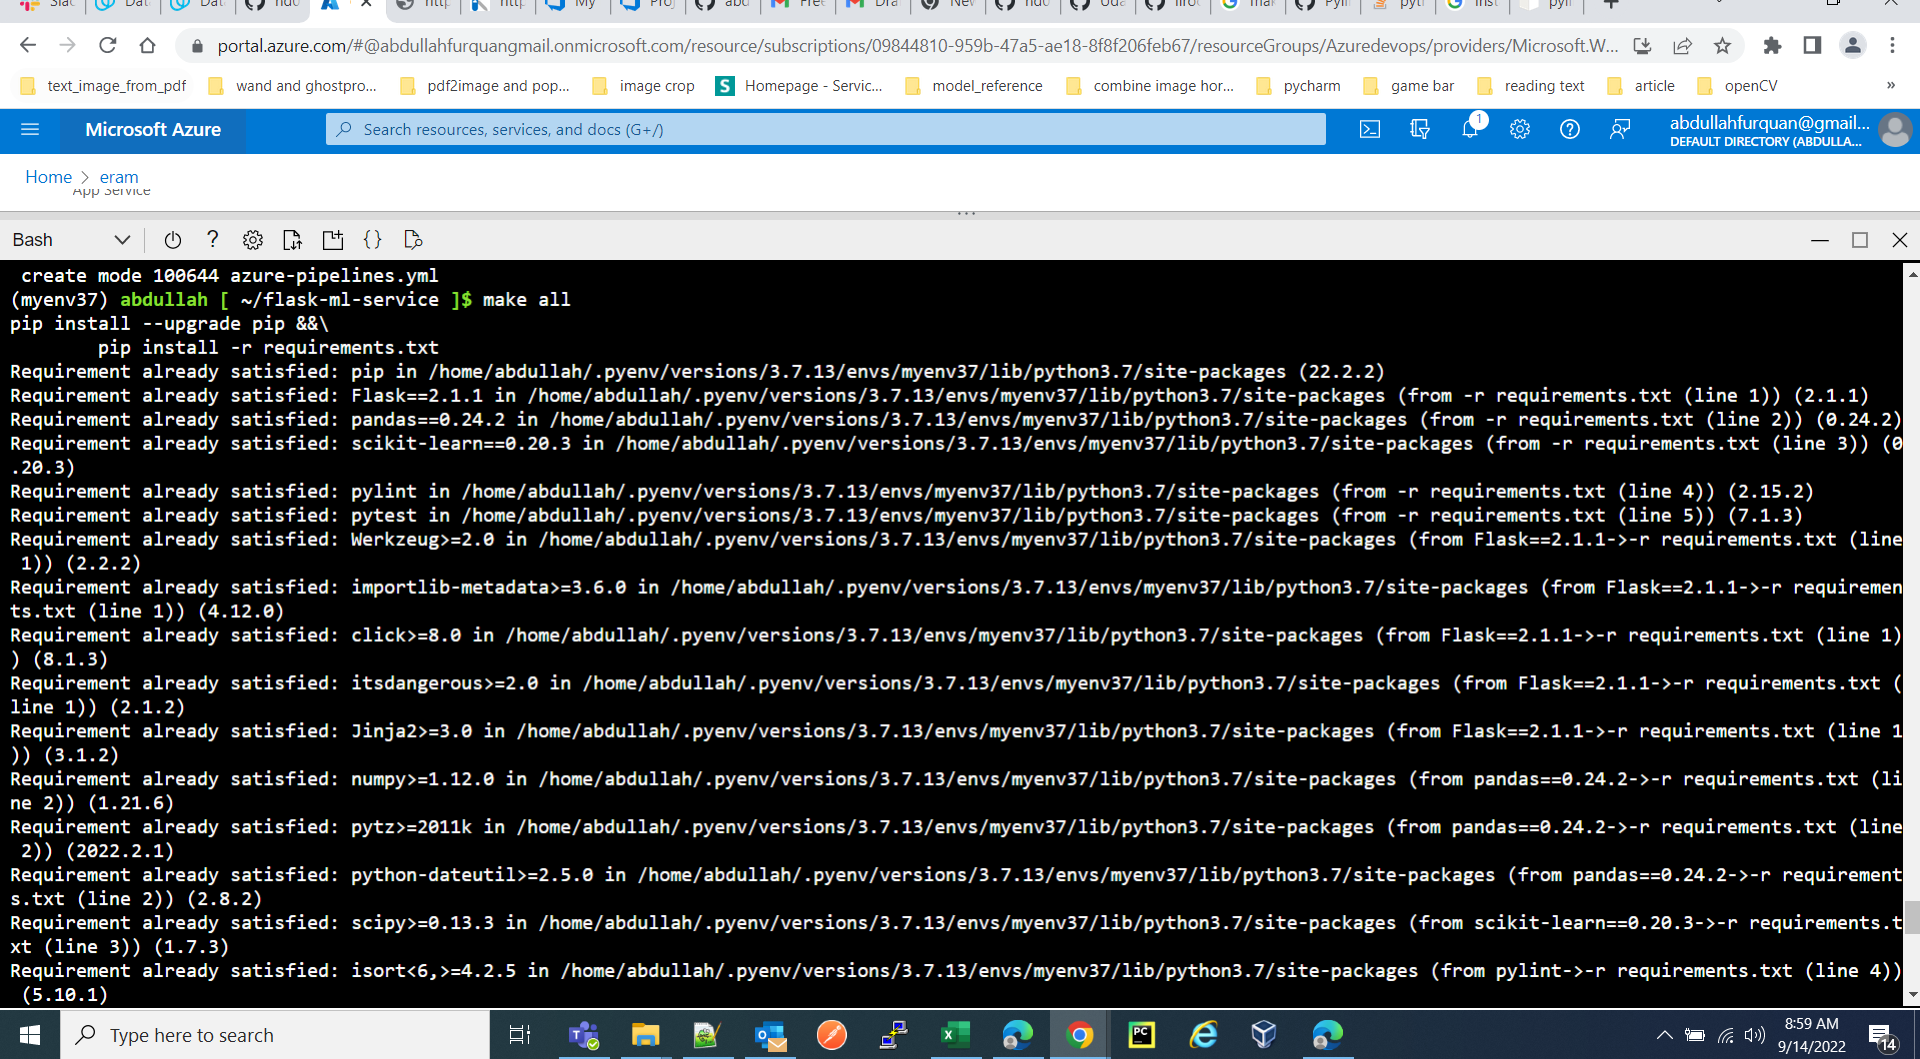 portal.azure.com/#@abdullahfurquangmail.onmicrosoft.com/resource/subscriptions/09844810-959b-47a5-ae18-8f8f206feb67/resourceGroups/Azuredevops/providers/Microsoft.W...
text_image_from_pdf wand and ghostpro... pdf2image and pop... image crop S Homepage - Servic... model_reference combine image hor... pycharm game bar reading text article openCV »
Microsoft Azure Search resources, services, and docs (G+/) 1 abdullahfurquan@gmail...
DEFAULT DIRECTORY (ABDULLA...
Home > eram
App Service
Bash
create mode 100644 azure-pipelines.yml
(myenv37) abdullah [ ~/flask-ml-service ]$ make all
pip install --upgrade pip &&\
pip install -r requirements.txt
Requirement already satisfied: pip in /home/abdullah/.pyenv/versions/3.7.13/envs/myenv37/lib/python3.7/site-packages (22.2.2)
Requirement already satisfied: Flask==2.1.1 in /home/abdullah/.pyenv/versions/3.7.13/envs/myenv37/lib/python3.7/site-packages (from -r requirements.txt (line 1)) (2.1.1)
Requirement already satisfied: pandas==0.24.2 in /home/abdullah/.pyenv/versions/3.7.13/envs/myenv37/lib/python3.7/site-packages (from -r requirements.txt (line 2)) (0.24.2)
Requirement already satisfied: scikit-learn==0.20.3 in /home/abdullah/.pyenv/versions/3.7.13/envs/myenv37/lib/python3.7/site-packages (from -r requirements.txt (line 3)) (0
.20.3)
Requirement already satisfied: pylint in /home/abdullah/.pyenv/versions/3.7.13/envs/myenv37/lib/python3.7/site-packages (from -r requirements.txt (line 4)) (2.15.2)
Requirement already satisfied: pytest in /home/abdullah/.pyenv/versions/3.7.13/envs/myenv37/lib/python3.7/site-packages (from -r requirements.txt (line 5)) (7.1.3)
Requirement already satisfied: Werkzeug>=2.0 in /home/abdullah/.pyenv/versions/3.7.13/envs/myenv37/lib/python3.7/site-packages (from Flask==2.1.1->-r requirements.txt (line
1)) (2.2.2)
Requirement already satisfied: importlib-metadata>=3.6.0 in /home/abdullah/.pyenv/versions/3.7.13/envs/myenv37/lib/python3.7/site-packages (from Flask==2.1.1->-r requiremen
ts.txt (line 1)) (4.12.0)
Requirement already satisfied: click>=8.0 in /home/abdullah/.pyenv/versions/3.7.13/envs/myenv37/lib/python3.7/site-packages (from Flask==2.1.1->-r requirements.txt (line 1)
) (8.1.3)
Requirement already satisfied: itsdangerous>=2.0 in /home/abdullah/.pyenv/versions/3.7.13/envs/myenv37/lib/python3.7/site-packages (from Flask==2.1.1->-r requirements.txt (
line 1)) (2.1.2)
Requirement already satisfied: Jinja2>=3.0 in /home/abdullah/.pyenv/versions/3.7.13/envs/myenv37/lib/python3.7/site-packages (from Flask==2.1.1->-r requirements.txt (line 1
)) (3.1.2)
Requirement already satisfied: numpy>=1.12.0 in /home/abdullah/.pyenv/versions/3.7.13/envs/myenv37/lib/python3.7/site-packages (from pandas==0.24.2->-r requirements.txt (li
ne 2)) (1.21.6)
Requirement already satisfied: pytz>=2011k in /home/abdullah/.pyenv/versions/3.7.13/envs/myenv37/lib/python3.7/site-packages (from pandas==0.24.2->-r requirements.txt (line
2)) (2022.2.1)
Requirement already satisfied: python-dateutil>=2.5.0 in /home/abdullah/.pyenv/versions/3.7.13/envs/myenv37/lib/python3.7/site-packages (from pandas==0.24.2->-r requirement
s.txt (line 2)) (2.8.2)
Requirement already satisfied: scipy>=0.13.3 in /home/abdullah/.pyenv/versions/3.7.13/envs/myenv37/lib/python3.7/site-packages (from scikit-learn==0.20.3->-r requirements.t
xt (line 3)) (1.7.3)
Requirement already satisfied: isort<6,>=4.2.5 in /home/abdullah/.pyenv/versions/3.7.13/envs/myenv37/lib/python3.7/site-packages (from pylint->-r requirements.txt (line 4))
(5.10.1)
Type here to search
8:59 AM
9/14/2022
14